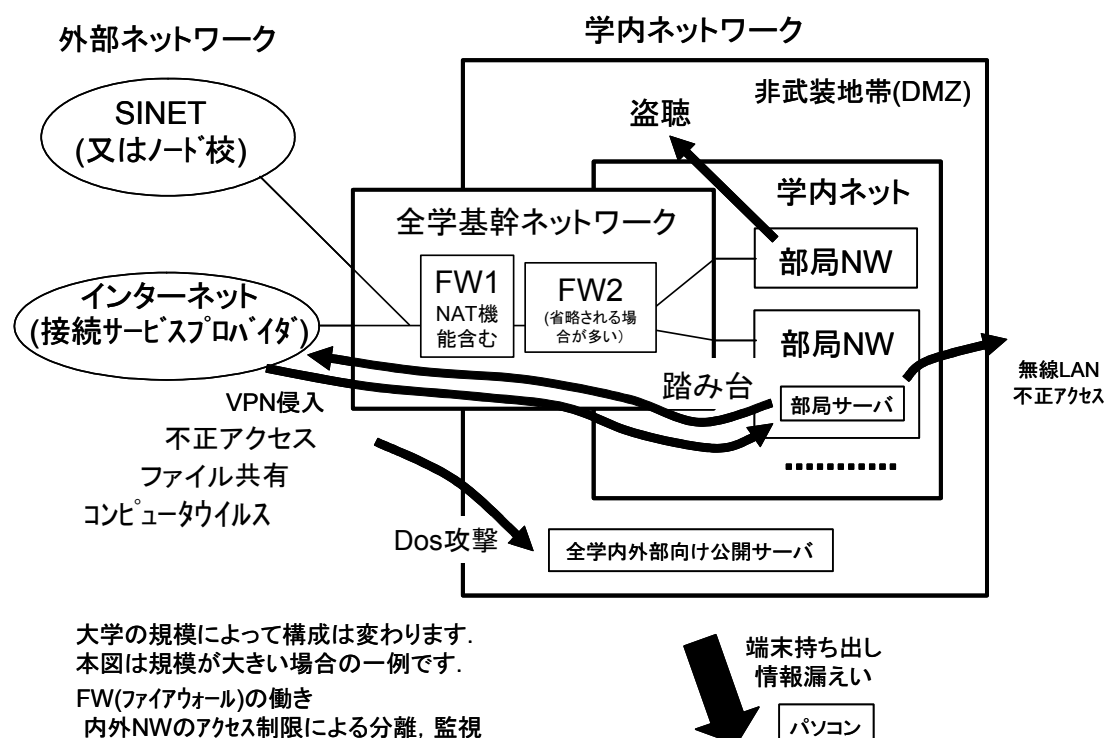 外部ネットワーク
学内ネットワーク
非武装地帯(DMZ)
SINET
(又はノード校)
盗聴
学内ネット
全学基幹ネットワーク
部局NW
FW1
NAT機
能含む
FW2
(省略される場
合が多い)
インターネット
(接続サービスプロバイダ)
部局NW
部局サーバ
無線LAN
不正アクセス
踏み台
VPN侵入
不正アクセス
ファイル共有
コンピュータウイルス
Dos攻撃
全学内外部向け公開サーバ
大学の規模によって構成は変わります.
本図は規模が大きい場合の一例です.
FW(ファイアウォール)の働き
内外NWのアクセス制限による分離, 監視
端末持ち出し
情報漏えい
パソコン